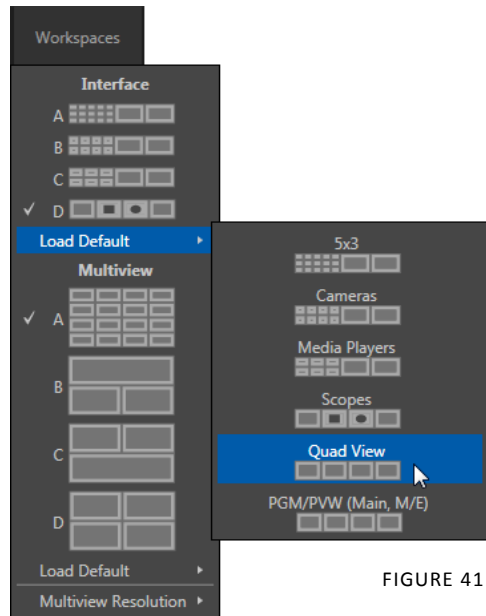 Workspaces
Interface
A
B
C
D
Load Default
Multiview
A
B
C
D
Load Default
Multiview Resolution
5x3
Cameras
Media Players
Scopes
Quad View
PGM/PVW (Main, M/E)
FIGURE 41